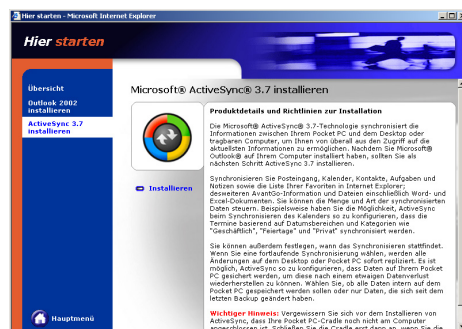 Hier starten - Microsoft Internet Explorer
Hier starten
Übersicht
Outlook 2002
installieren
ActiveSync 3.7
installieren
Microsoft® ActiveSync® 3.7 installieren
Installieren
Produktdetails und Richtlinien zur Installation
Die Microsoft® ActiveSync® 3.7-Technologie synchronisiert die
Informationen zwischen Ihrem Pocket PC und dem Desktop oder
tragbaren Computer, um Ihnen von überall aus den Zugriff auf die
aktuellsten Informationen zu ermöglichen. Nachdem Sie Microsoft®
Outlook® auf Ihrem Computer installiert haben, sollten Sie als
nächsten Schritt ActiveSync 3.7 installieren.
Synchronisieren Sie Posteingang, Kalender, Kontakte, Aufgaben und
Notizen sowie die Liste Ihrer Favoriten in Internet Explorer;
desweiteren AvantGo-Information und Dateien einschließlich Word- und
Excel-Dokumenten. Sie können die Menge und Art der synchronisierten
Daten steuern. Beispielsweise haben Sie die Möglichkeit, ActiveSync
beim Synchronisieren des Kalenders so zu konfigurieren, dass die
Termine basierend auf Datumsbereichen und Kategorien wie
"Geschäftlich", "Feiertage" und "Privat" synchronisiert werden.
Sie können außerdem festlegen, wann das Synchronisieren stattfindet.
Wenn Sie eine fortlaufende Synchronisierung wählen, werden alle
Änderungen auf dem Desktop oder Pocket PC sofort repliziert. Es ist
möglich, ActiveSync so zu konfigurieren, dass Daten auf Ihrem Pocket
PC gesichert werden, um diese nach einem etwaigen Datenverlust
wiederherstellen zu können. Wählen Sie, ob alle Daten intern auf dem
Pocket PC gespeichert werden sollen oder nur Daten, die sich seit dem
letzten Backup geändert haben.
Wichtiger Hinweis: Vergewissern Sie sich vor dem Installieren von
ActiveSync, dass Ihre Pocket PC-Cradle noch nicht am Computer
angeschlossen ist. Schließen Sie die Cradle erst dann an, wenn Sie die
Hauptmenü